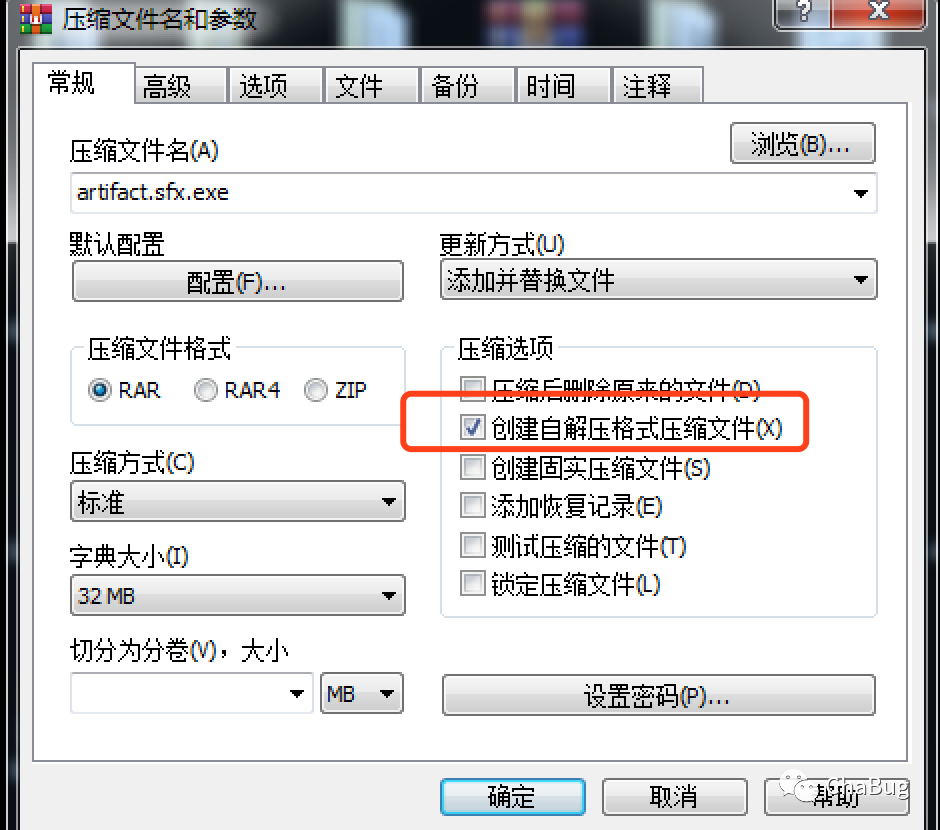 压缩文件名和参数
常规 高级 选项 文件 备份 时间 注释
压缩文件名(A)
浏览(B)...
artifact.sfx.exe
默认配置
更新方式(U)
配置(F)...
添加并替换文件
压缩文件格式
RAR RAR4 ZIP
压缩选项
压缩后删除原来的文件(D)
创建自解压格式压缩文件(X)
创建固实压缩文件(S)
添加恢复记录(E)
测试压缩的文件(T)
锁定压缩文件(L)
压缩方式(C)
标准
字典大小(I)
32 MB
切分为分卷(V)，大小
MB
设置密码(P)...
确定 取消 帮助
ChaBug